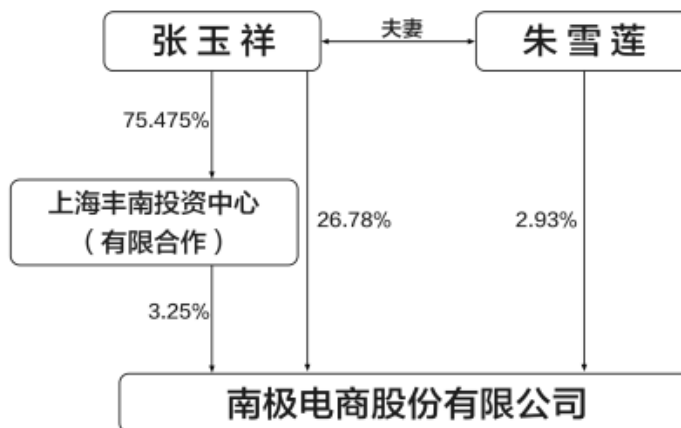 张玉祥
夫妻
朱雪莲
75.475%
上海丰南投资中心
（有限合作）
26.78%
2.93%
3.25%
南极电商股份有限公司